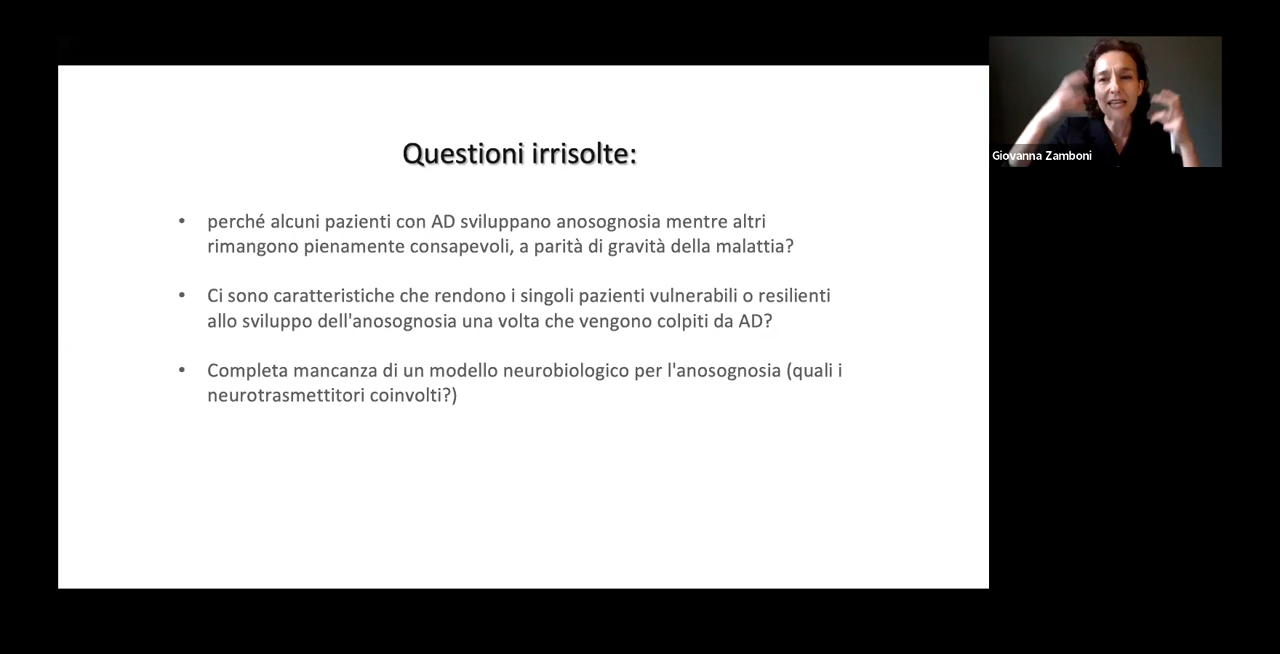 Questioni irrisolte:
• perché alcuni pazienti con AD sviluppano anosognosia mentre altri
rimangono pienamente consapevoli, a parità di gravità della malattia?
• Ci sono caratteristiche che rendono i singoli pazienti vulnerabili o resilienti
allo sviluppo dell'anosognosia una volta che vengono colpiti da AD?
• Completa mancanza di un modello neurobiologico per l'anosognosia (quali i
neurotrasmettitori coinvolti?)
Giovanna Zamboni